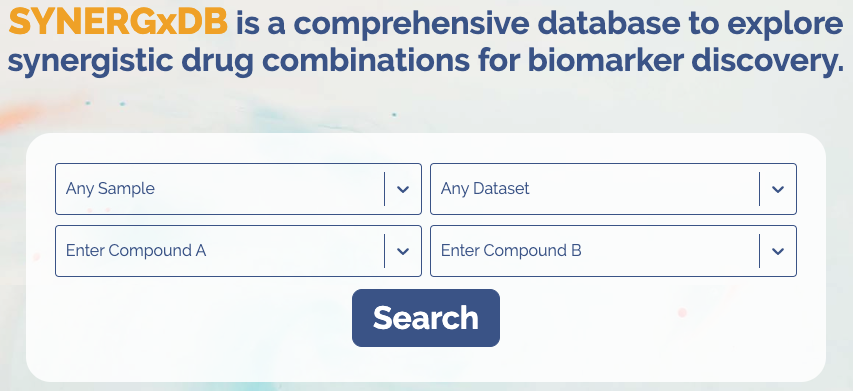 SYNERGxDB is a comprehensive database to explore
synergistic drug combinations for biomarker discovery.
Any Sample
Any Dataset
Enter Compound A
Enter Compound B
Search